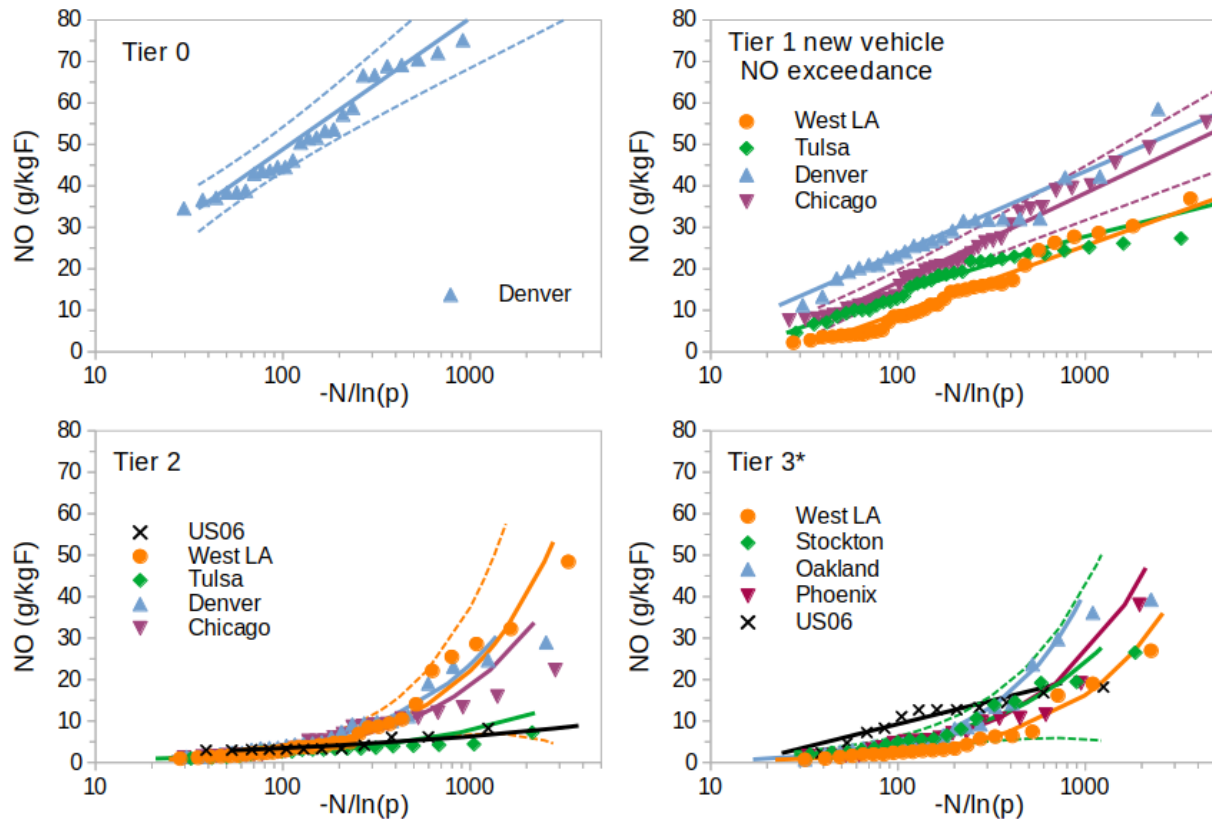 80
70
60
50
40
30
20
10
0
NO (g/kgF)
Tier 0
Denver
10
100
1000
-N/ln(p)
80
70
60
50
40
30
20
10
0
NO (g/kgF)
Tier 1 new vehicle
NO exceedance
West LA
Tulsa
Denver
Chicago
10
100
1000
-N/ln(p)
80
70
60
50
40
30
20
10
0
NO (g/kgF)
Tier 2
US06
West LA
Tulsa
Denver
Chicago
10
100
1000
-N/ln(p)
80
70
60
50
40
30
20
10
0
NO (g/kgF)
Tier 3*
West LA
Stockton
Oakland
Phoenix
US06
10
100
1000
-N/ln(p)